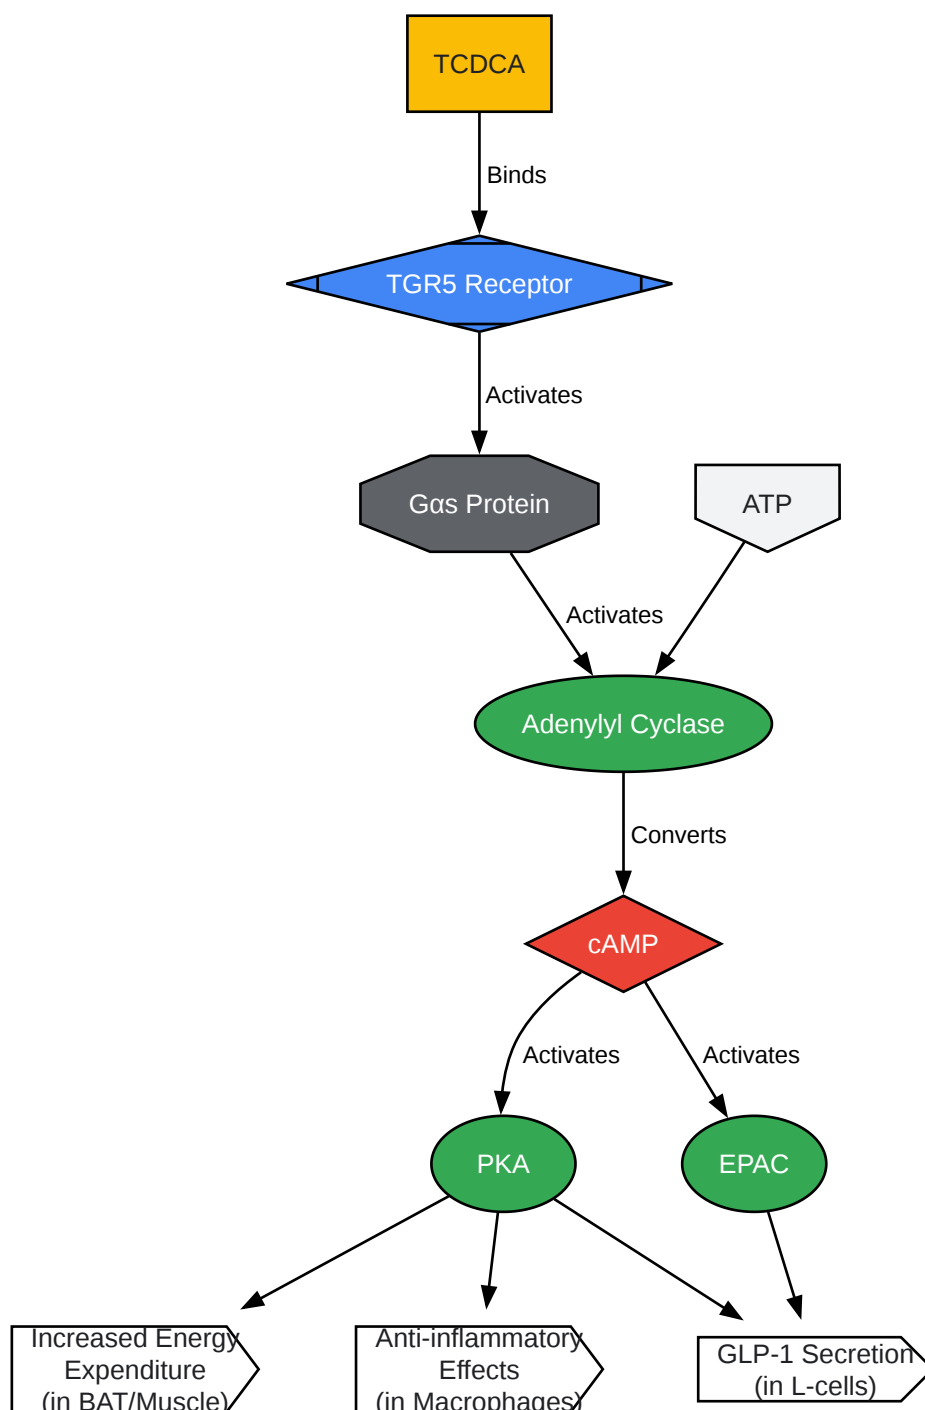 TCDCA
Binds
TGR5 Receptor
Activates
Gαs Protein
ATP
Activates
Adenylyl Cyclase
Converts
cAMP
Activates
Activates
PKA
EPAC
Increased Energy
Expenditure
(in BAT/Muscle)
Anti-inflammatory
Effects
(in Macrophages)
GLP-1 Secretion
(in L-cells)